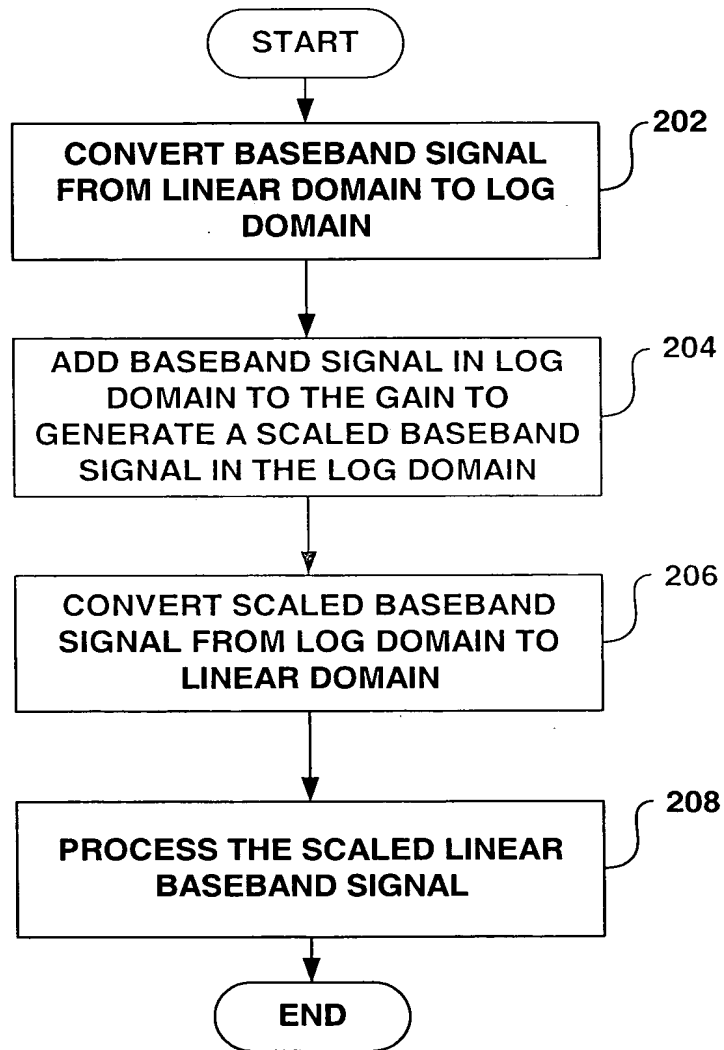 START
CONVERT BASEBAND SIGNAL
FROM LINEAR DOMAIN TO LOG
DOMAIN
202
ADD BASEBAND SIGNAL IN LOG
DOMAIN TO THE GAIN TO
GENERATE A SCALED BASEBAND
SIGNAL IN THE LOG DOMAIN
204
CONVERT SCALED BASEBAND
SIGNAL FROM LOG DOMAIN TO
LINEAR DOMAIN
206
PROCESS THE SCALED LINEAR
BASEBAND SIGNAL
208
END